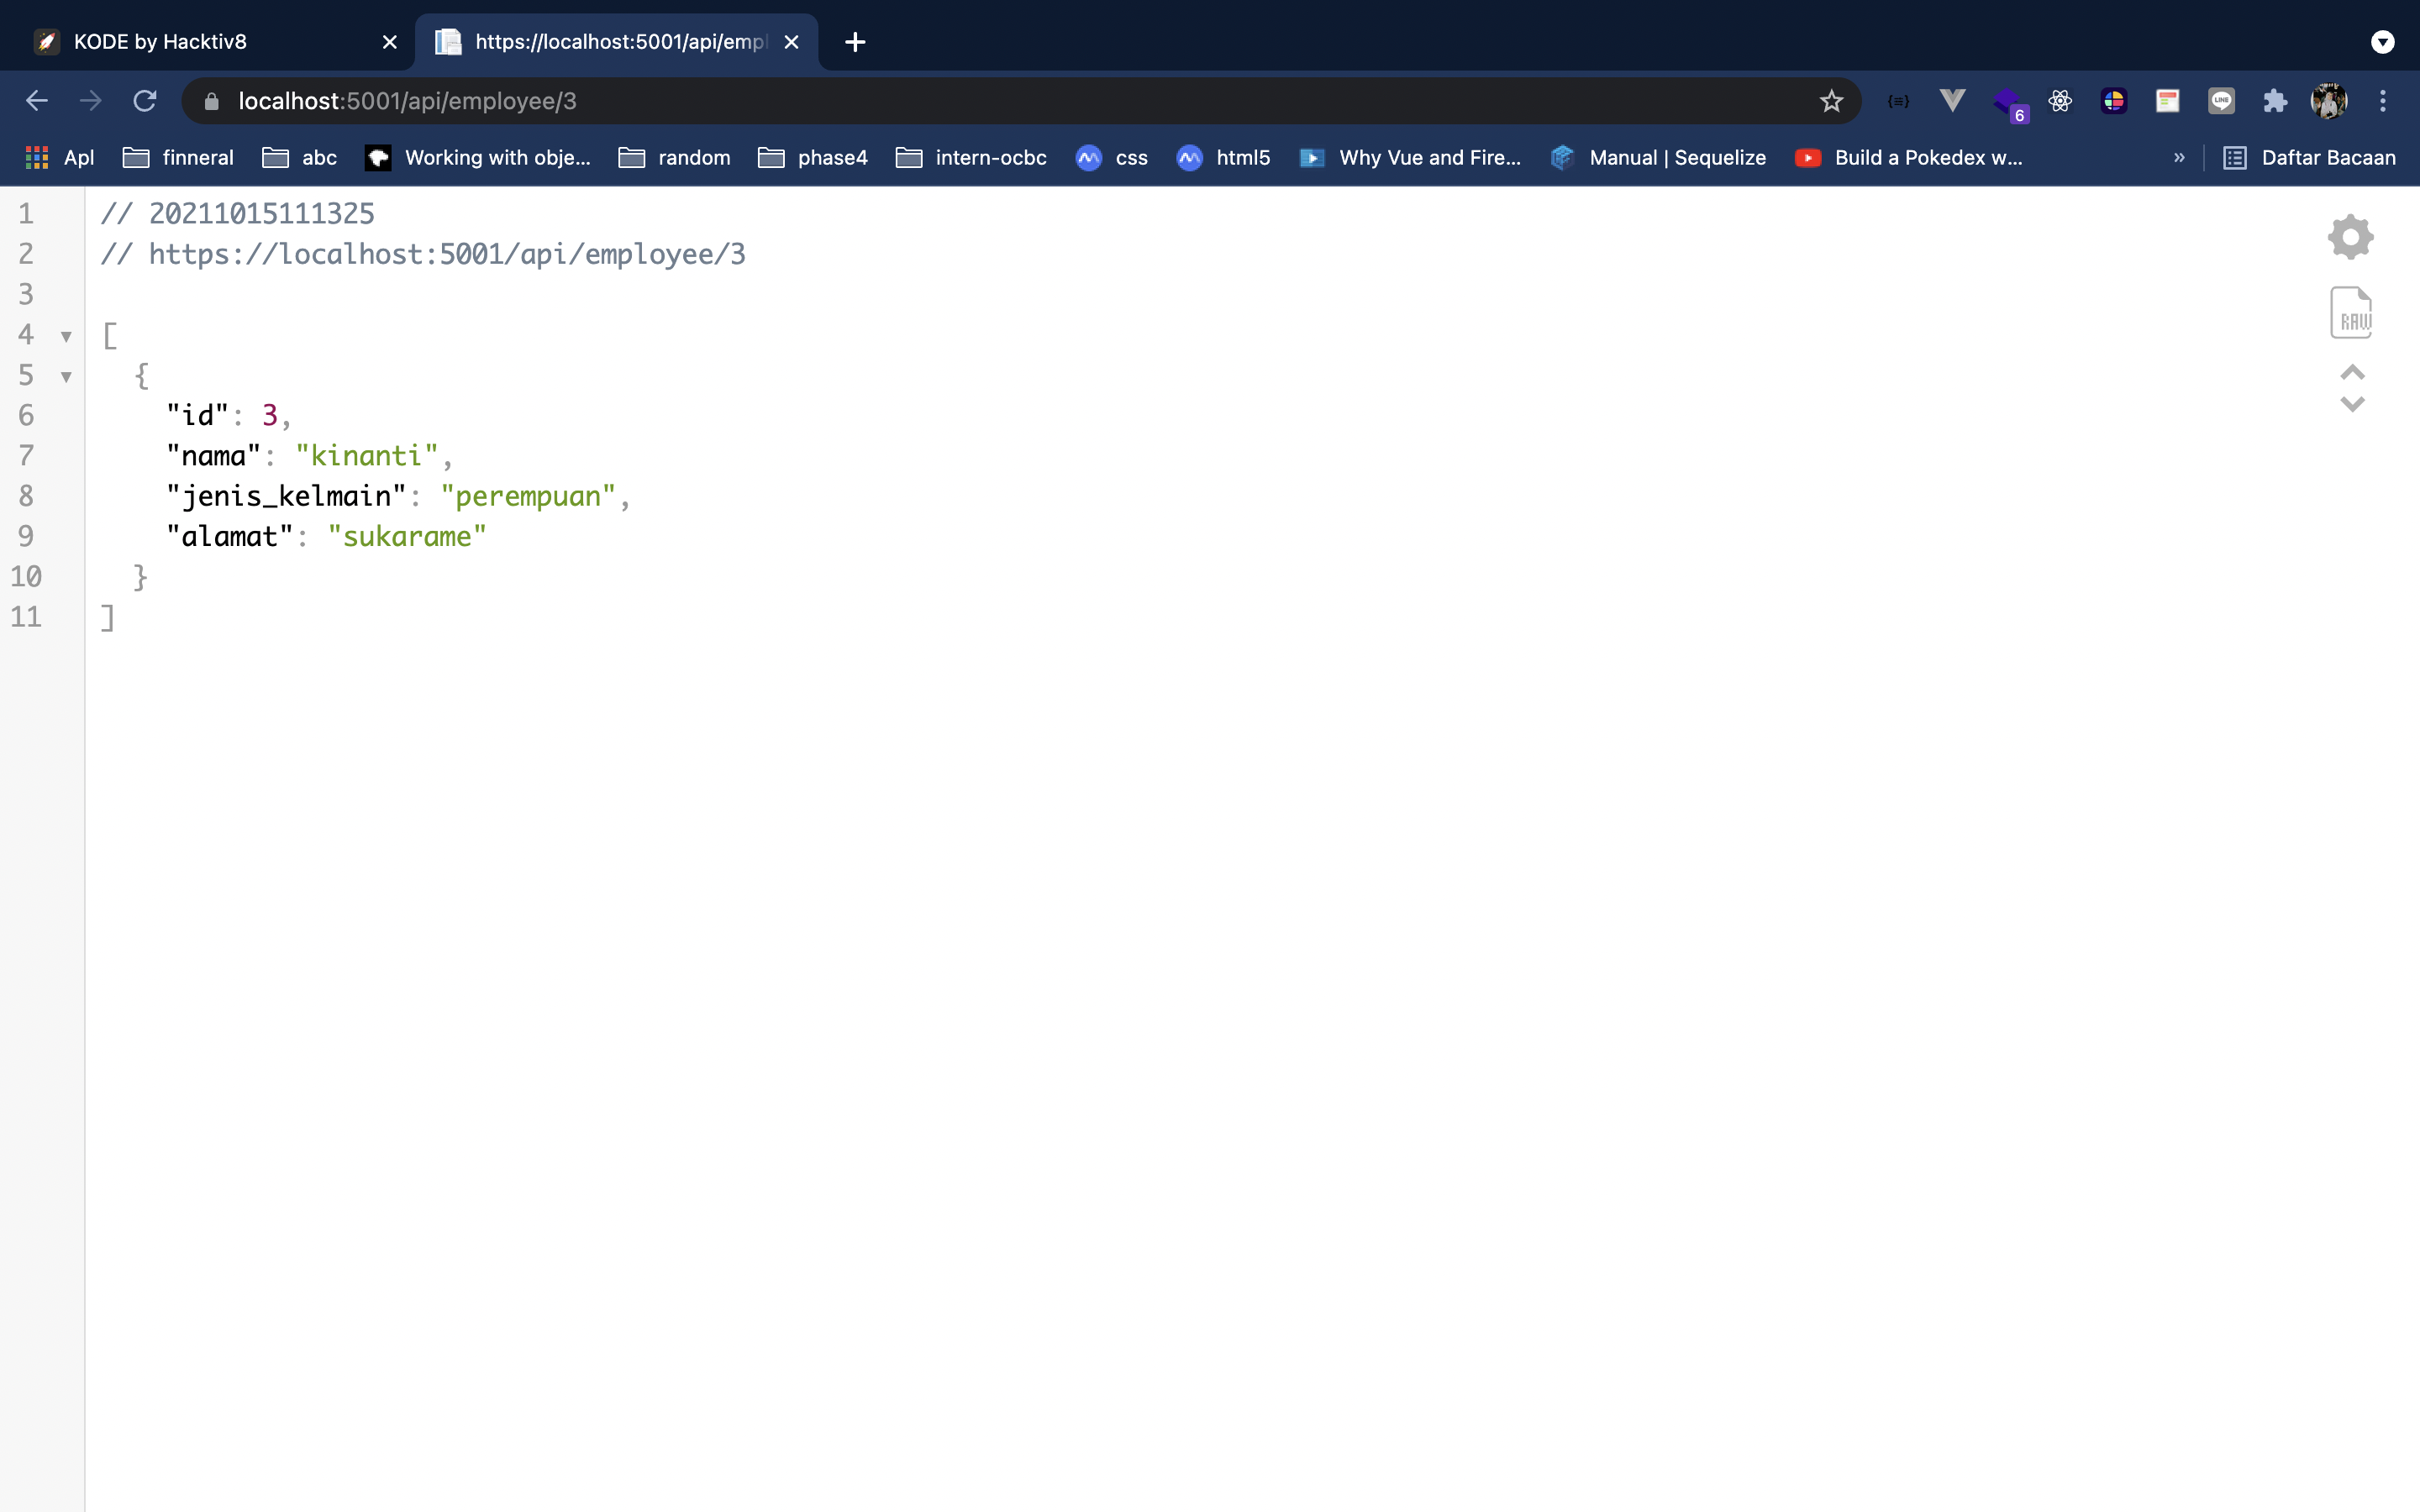 KODE by Hacktiv8
https://localhost:5001/api/emp
localhost:5001/api/employee/3
6
LINE
Apl
finneral
abc
Working with obje...
random
phase4
intern-ocbc
css
html5
Why Vue and Fire...
Manual | Sequelize
Build a Pokedex w...
»
Daftar Bacaan
1 // 20211015111325
2 // https://localhost:5001/api/employee/3
3
4 [
5 {
6 "id": 3,
7 "nama": "kinanti",
8 "jenis_kelmain": "perempuan",
9 "alamat": "sukarame"
10 }
11 ]
RAW